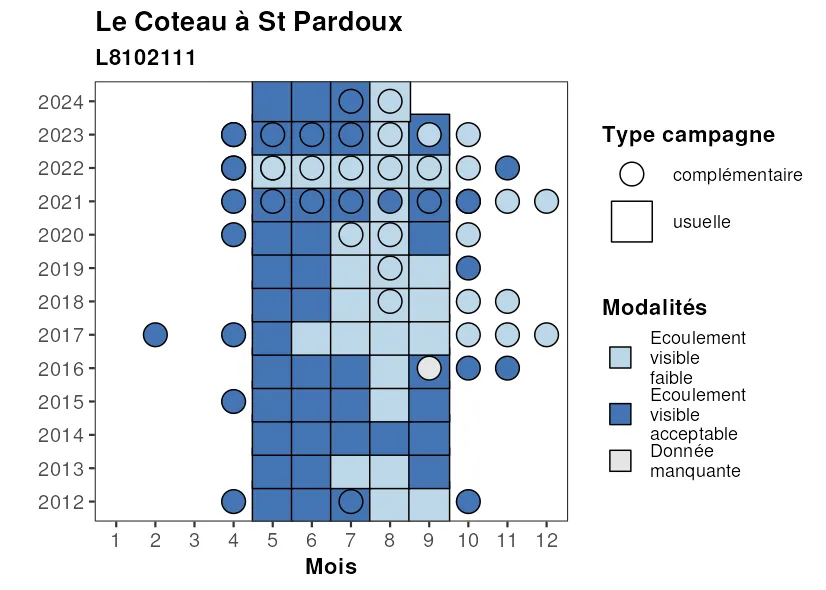 Le Coteau à St Pardoux
L8102111
2024
2023
2022
2021
2020
2019
2018
2017
2016
2015
2014
2013
2012
1 2 3 4 5 6 7 8 9 10 11 12
Mois
Type campagne
complémentaire
usuelle
Modalités
Ecoulement
visible
faible
Ecoulement
visible
acceptable
Donnée
manquante